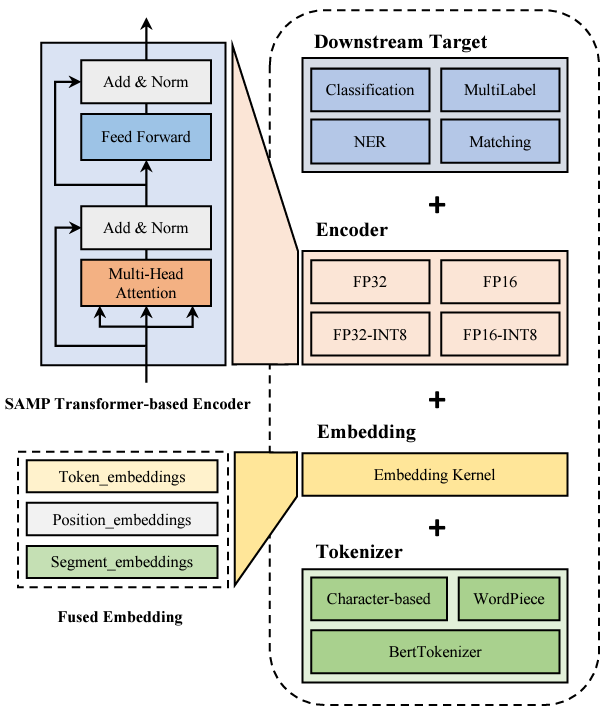 Add & Norm
Feed Forward
Add & Norm
Multi-Head
Attention
SAMP Transformer-based Encoder
Token_embeddings
Position_embeddings
Segment_embeddings
Fused Embedding
Downstream Target
Classification
MultiLabel
NER
Matching
+
Encoder
FP32
FP16
FP32-INT8
FP16-INT8
+
Embedding
Embedding Kernel
+
Tokenizer
Character-based
WordPiece
BertTokenizer